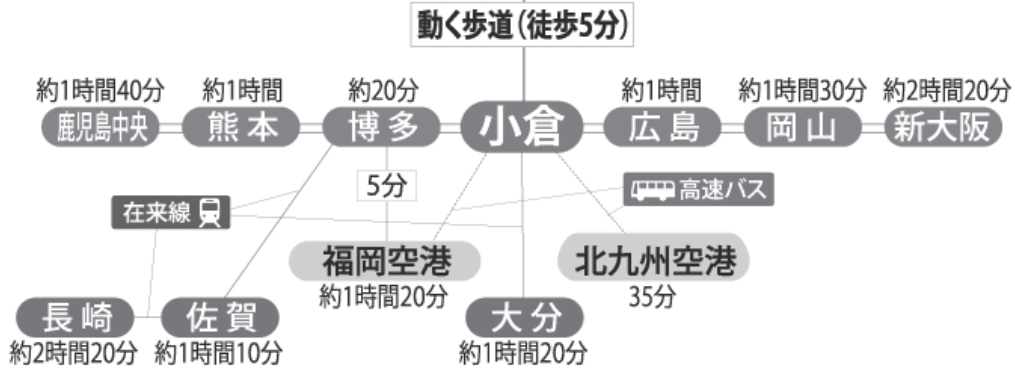 動く歩道(徒歩5分)
約1時間40分 約1時間 約20分 約1時間 約1時間30分 約2時間20分
鹿児島中央 熊本 博多 小倉 広島 岡山 新大阪
5分 高速バス
在来線
福岡空港 北九州空港
約1時間20分 35分
長崎 佐賀 大分
約2時間20分 約1時間10分 約1時間20分